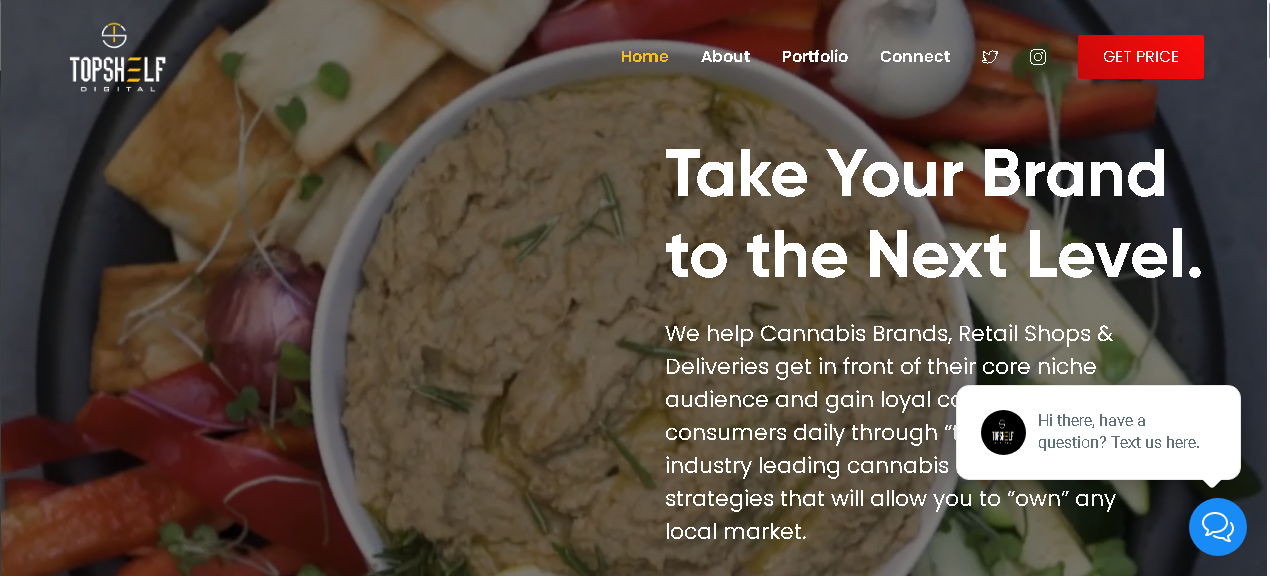 TOPSHELF
DIGITAL
Home
About
Portfolio
Connect
GET PRICE
Take Your Brand
to the Next Level.
We help Cannabis Brands, Retail Shops &
Deliveries get in front of their core niche
audience and gain loyal
consumers daily through
industry leading cannabis
strategies that will allow you to “own” any
local market.
TOPSHELF
Hi there, have a
question? Text us here.